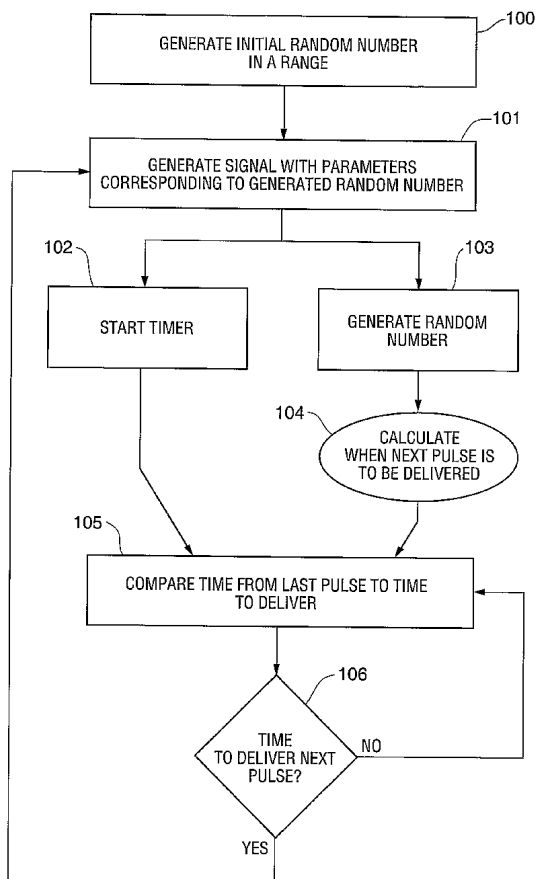 100
GENERATE INITIAL RANDOM NUMBER
IN A RANGE
101
GENERATE SIGNAL WITH PARAMETERS
CORRESPONDING TO GENERATED RANDOM NUMBER
102
START TIMER
103
GENERATE RANDOM
NUMBER
104
CALCULATE
WHEN NEXT PULSE IS
TO BE DELIVERED
105
COMPARE TIME FROM LAST PULSE TO TIME
TO DELIVER
106
TIME
TO DELIVER NEXT
PULSE?
NO
YES